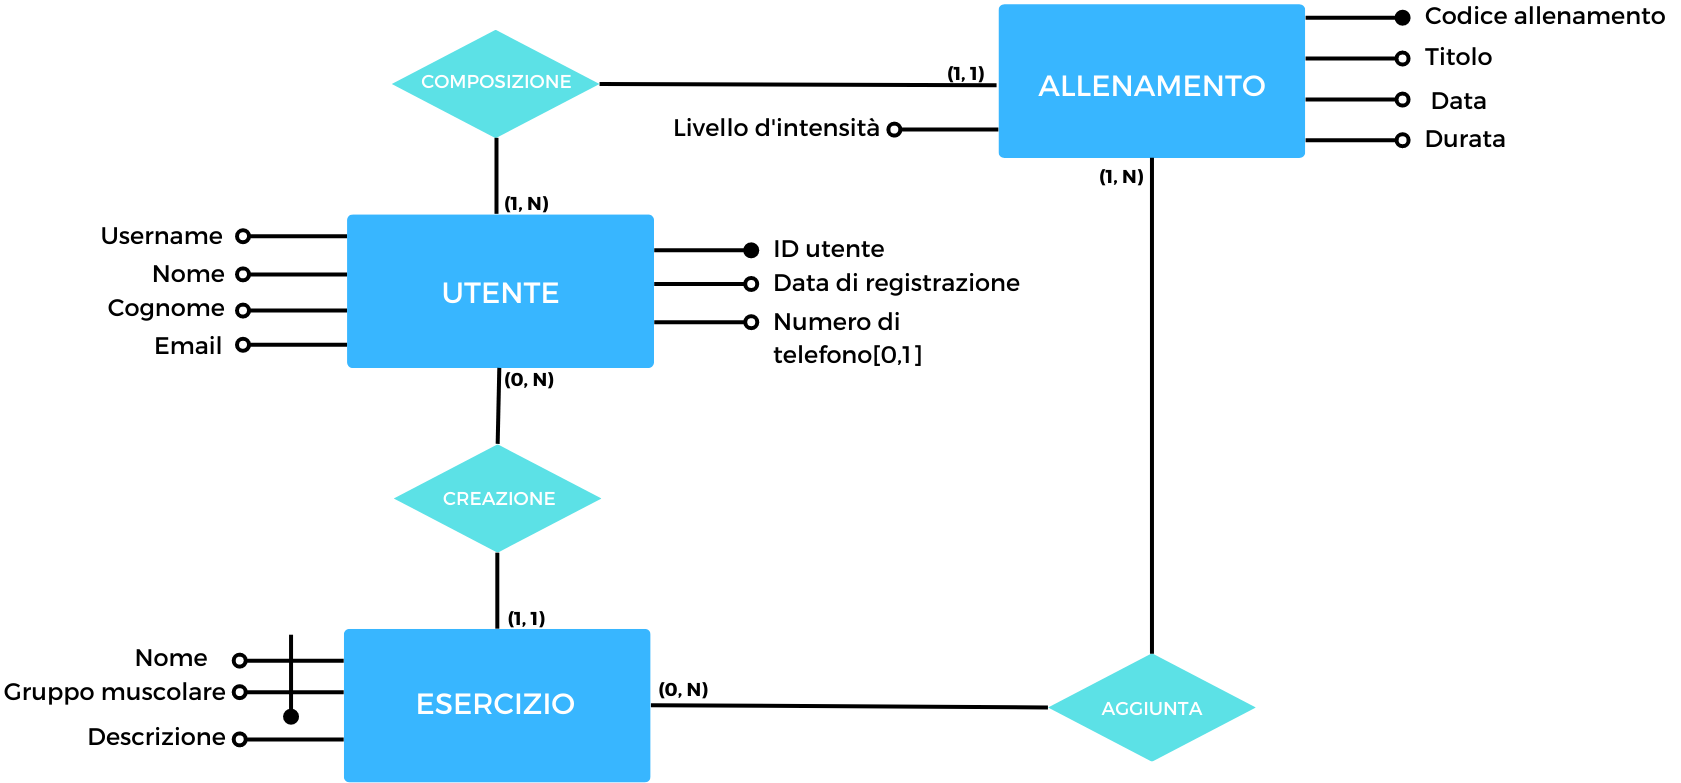 Codice allenamento
Titolo
Data
Durata
ALLENAMENTO
COMPOSIZIONE
(1, 1)
Livello d'intensità
(1, N)
(1, N)
Username
Nome
Cognome
Email
UTENTE
ID utente
Data di registrazione
Numero di
telefono[0,1]
(0, N)
CREAZIONE
(1, 1)
Nome
Gruppo muscolare
Descrizione
ESERCIZIO
(0, N)
AGGIUNTA